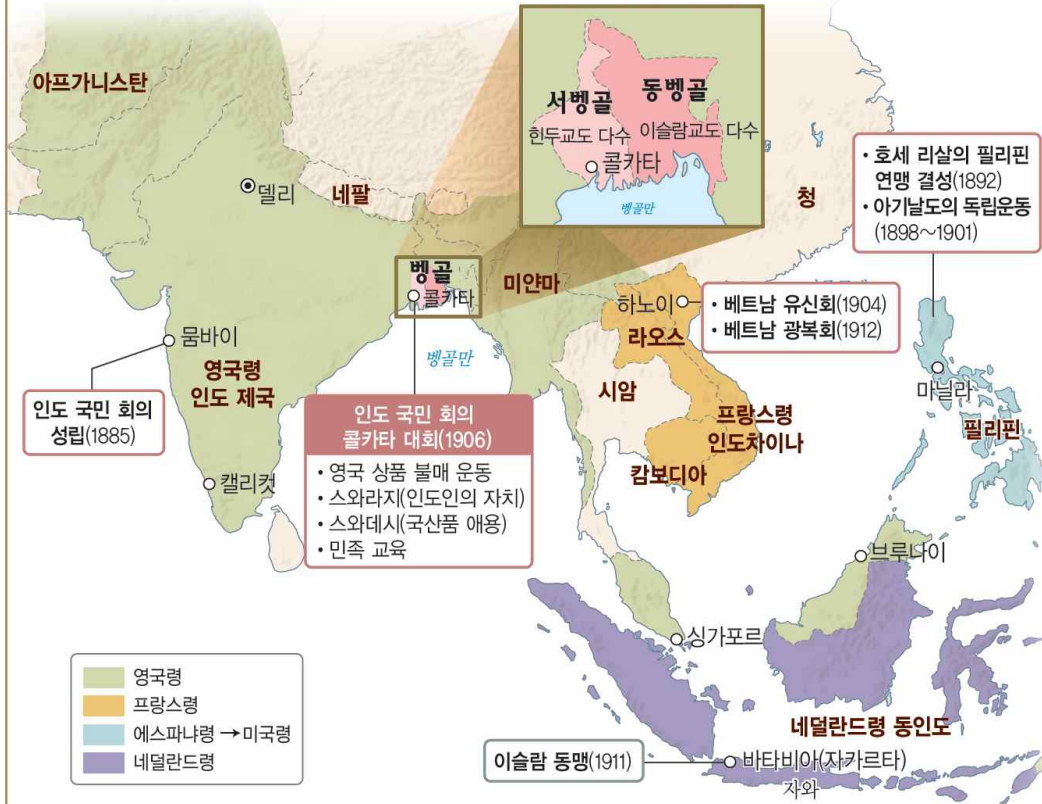 아프가니스탄
델리
네팔
서벵골
힌두교도 다수
동벵골
이슬람교도 다수
콜카타
벵골만
청
• 호세 리살의 필리핀
연맹 결성(1892)
• 아기날도의 독립운동
(1898~1901)
벵골
콜카타
미얀마
하노이
• 베트남 유신회(1904)
• 베트남 광복회(1912)
라오스
뭄바이
영국령
인도 제국
벵골만
인도 국민 회의
성립(1885)
인도 국민 회의
콜카타 대회(1906)
• 영국 상품 불매 운동
• 스와라지(인도인의 자치)
• 스와데시(국산품 애용)
• 민족 교육
시암
프랑스령
인도차이나
캄보디아
마닐라
필리핀
캘리컷
브루나이
싱가포르
영국령
프랑스령
에스파냐령 → 미국령
네덜란드령
네덜란드령 동인도
이슬람 동맹(1911)
바타비아(자카르타)
자와